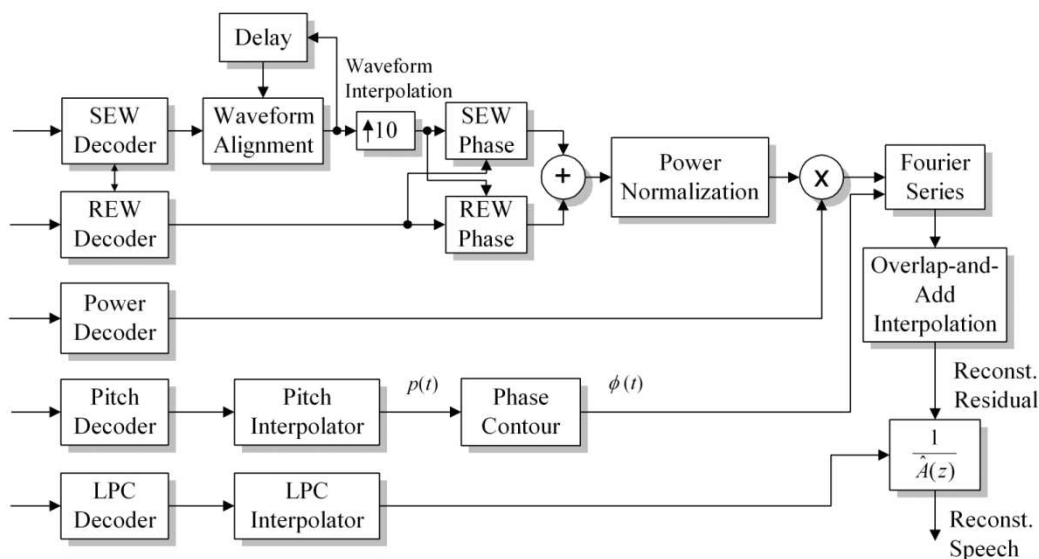 Delay
Waveform
Interpolation
SEW
Decoder
Waveform
Alignment
↑10
SEW
Phase
+
Power
Normalization
X
Fourier
Series
REW
Decoder
REW
Phase
Overlap-and-
Add
Interpolation
Power
Decoder
Reconst.
Residual
Pitch
Decoder
Pitch
Interpolator
p(t)
Phase
Contour
ϕ(t)
1
Â(z)
LPC
Decoder
LPC
Interpolator
Reconst.
Speech